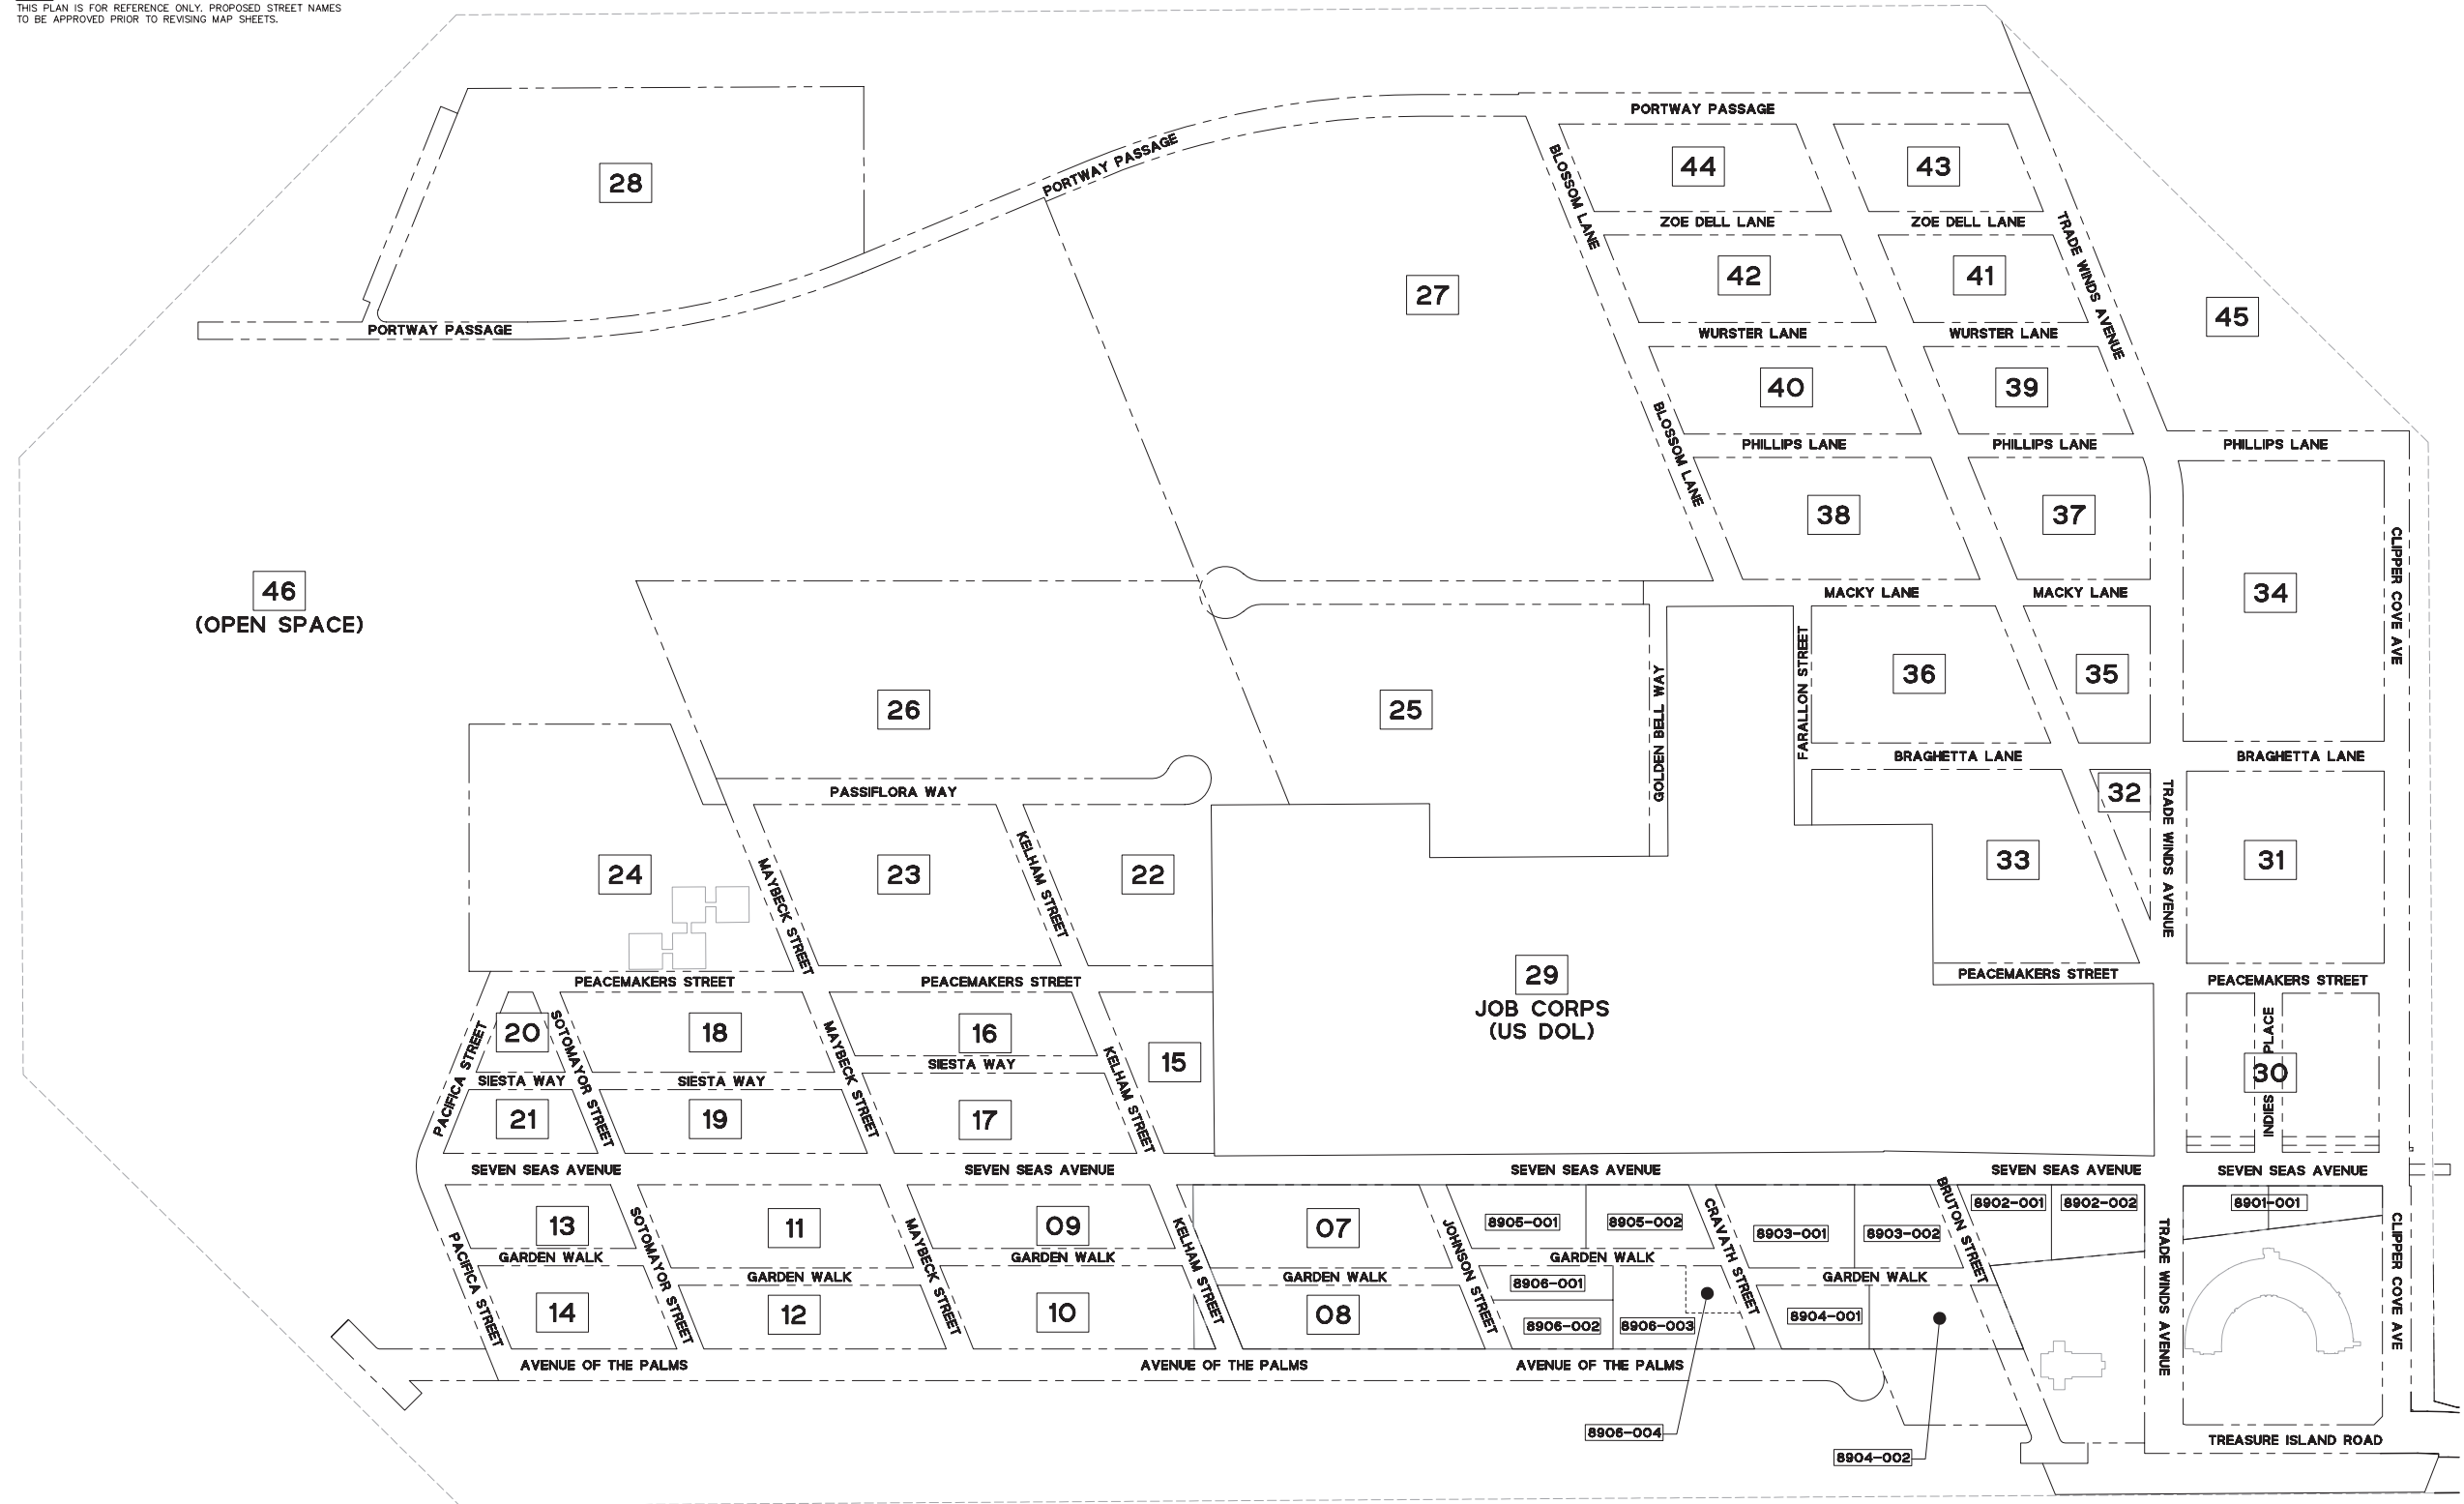 THIS PLAN IS FOR REFERENCE ONLY. PROPOSED STREET NAMES
TO BE APPROVED PRIOR TO REVISING MAP SHEETS.
PORTWAY PASSAGE
PORTWAY PASSAGE
PORTWAY PASSAGE
28
44
43
BLOSSOM LANE
ZOE DELL LANE
ZOE DELL LANE
TRADE WINDS AVENUE
27
42
41
45
WURSTER LANE
WURSTER LANE
40
39
BLOSSOM LANE
PHILLIPS LANE
PHILLIPS LANE
PHILLIPS LANE
38
37
34
CLIPPER COVE AVE
46
(OPEN SPACE)
MACKY LANE
MACKY LANE
26
25
GOLDEN BELL WAY
FARALLON STREET
36
35
BRAGHETTA LANE
BRAGHETTA LANE
PASSIFLORA WAY
32
TRADE WINDS AVENUE
24
MAYBECK STREET
23
KELHAM STREET
22
33
31
PEACEMAKERS STREET
PEACEMAKERS STREET
PEACEMAKERS STREET
PEACEMAKERS STREET
29
JOB CORPS
(US DOL)
PACIFICA STREET
20
SOTOMAYOR STREET
18
MAYBECK STREET
16
KELHAM STREET
15
INDIES PLACE
30
SIESTA WAY
SIESTA WAY
SIESTA WAY
21
19
17
SEVEN SEAS AVENUE
SEVEN SEAS AVENUE
SEVEN SEAS AVENUE
SEVEN SEAS AVENUE
SEVEN SEAS AVENUE
13
11
09
07
8905-001
8905-002
8903-001
8903-002
8902-001
8902-002
8901-001
PACIFICA STREET
SOTOMAYOR STREET
MAYBECK STREET
KELHAM STREET
JOHNSON STREET
CRAVATH STREET
BRUTON STREET
TRADE WINDS AVENUE
CLIPPER COVE AVE
GARDEN WALK
GARDEN WALK
GARDEN WALK
GARDEN WALK
GARDEN WALK
GARDEN WALK
14
12
10
08
8906-001
8906-002
8906-003
8904-001
AVENUE OF THE PALMS
AVENUE OF THE PALMS
AVENUE OF THE PALMS
8906-004
8904-002
TREASURE ISLAND ROAD